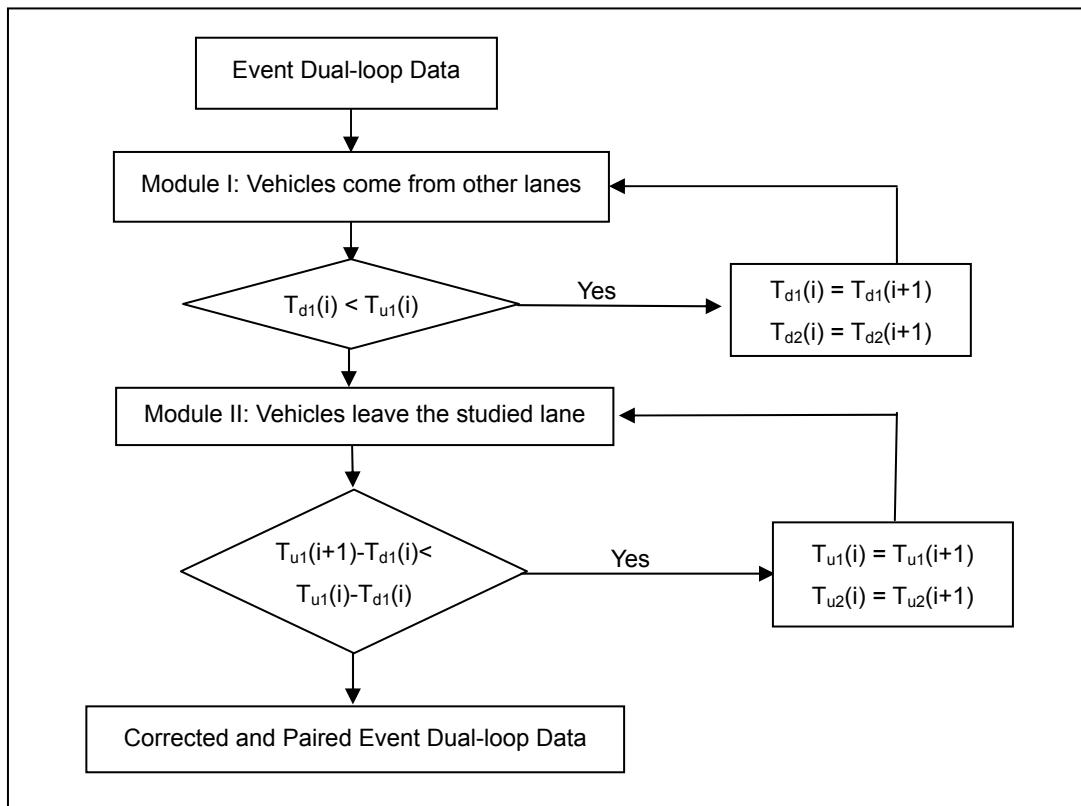 Event Dual-loop Data
Module I: Vehicles come from other lanes
T_d1(i) < T_u1(i)
Yes
T_d1(i) = T_d1(i+1)
T_d2(i) = T_d2(i+1)
Module II: Vehicles leave the studied lane
T_u1(i+1)-T_d1(i)<
T_u1(i)-T_d1(i)
Yes
T_u1(i) = T_u1(i+1)
T_u2(i) = T_u2(i+1)
Corrected and Paired Event Dual-loop Data